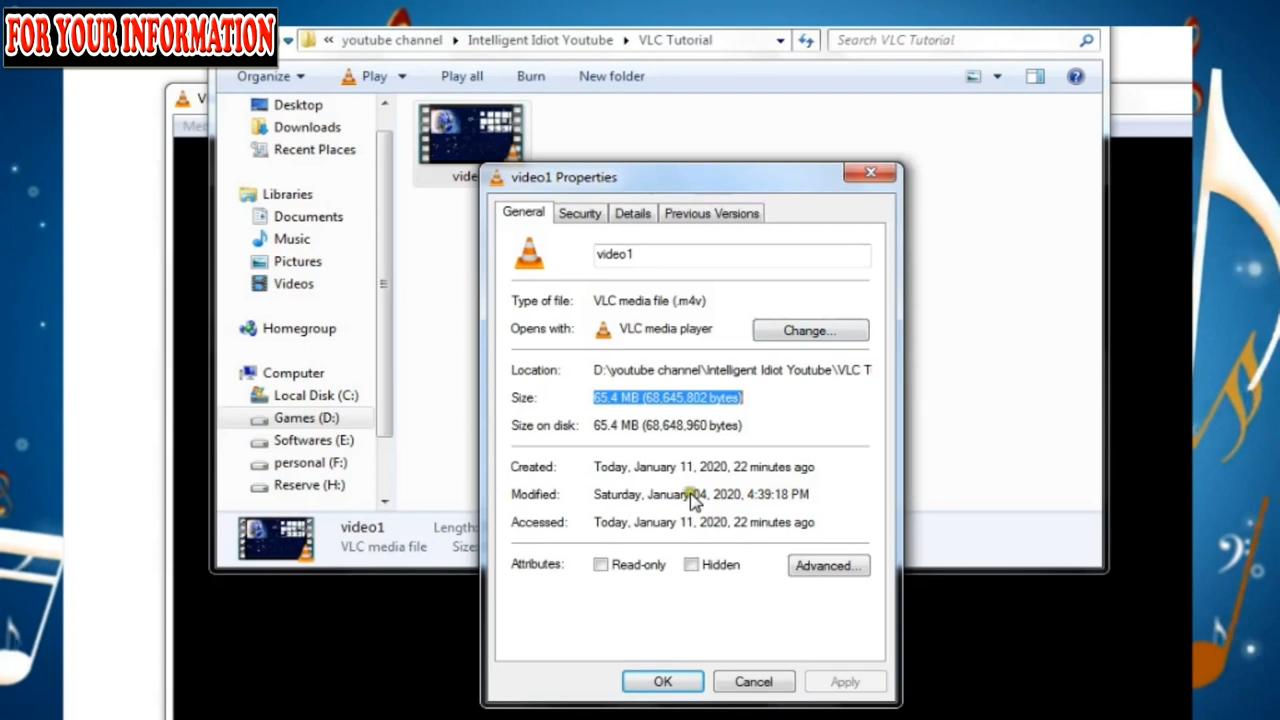 FOR YOUR INFORMATION
« youtube channel ▸ Intelligent Idiot Youtube ▸ VLC Tutorial
Search VLC Tutorial
Organize Play Play all Burn New folder
Desktop
Downloads
Recent Places
Libraries
Documents
Music
Pictures
Videos
Homegroup
Computer
Local Disk (C:)
Games (D:)
Softwares (E:)
personal (F:)
Reserve (H:)
video1 Properties
General Security Details Previous Versions
video1
Type of file: VLC media file (.m4v)
Opens with: VLC media player Change...
Location: D:\youtube channel\Intelligent Idiot Youtube\VLC T
Size: 65.4 MB (68,645,802 bytes)
Size on disk: 65.4 MB (68,648,960 bytes)
Created: Today, January 11, 2020, 22 minutes ago
Modified: Saturday, January 04, 2020, 4:39:18 PM
Accessed: Today, January 11, 2020, 22 minutes ago
Attributes: Read-only Hidden Advanced...
OK Cancel Apply
video1 Length:
VLC media file Size